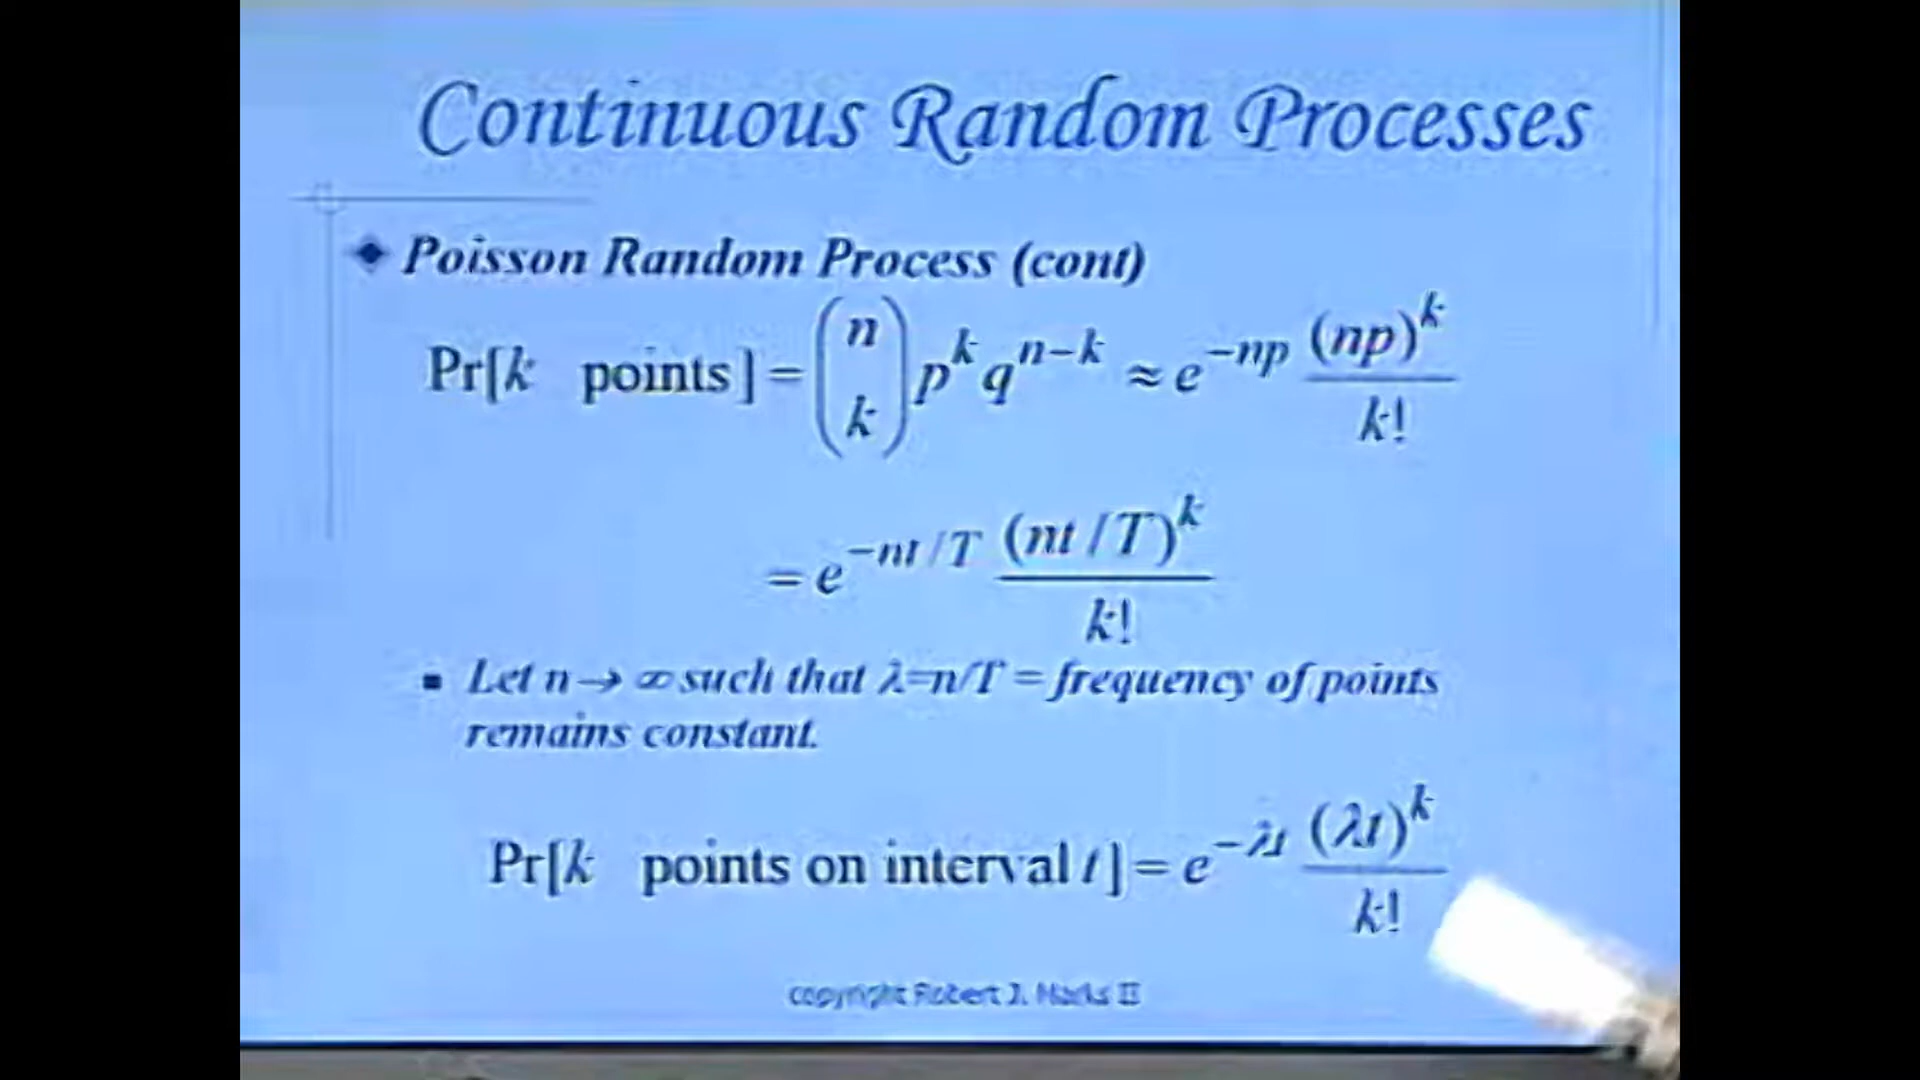 Continuous Random Processes
Poisson Random Process (cont)
Pr[k points] = (n k) p^k q^{n-k} ≈ e^{-np} (np)^k / k!
= e^{-nt/T} (nt/T)^k / k!
Let n→∞ such that λ=n/T = frequency of points
remains constant.
Pr[k points on interval t] = e^{-λt} (λt)^k / k!
copyright Robert J. Marks II